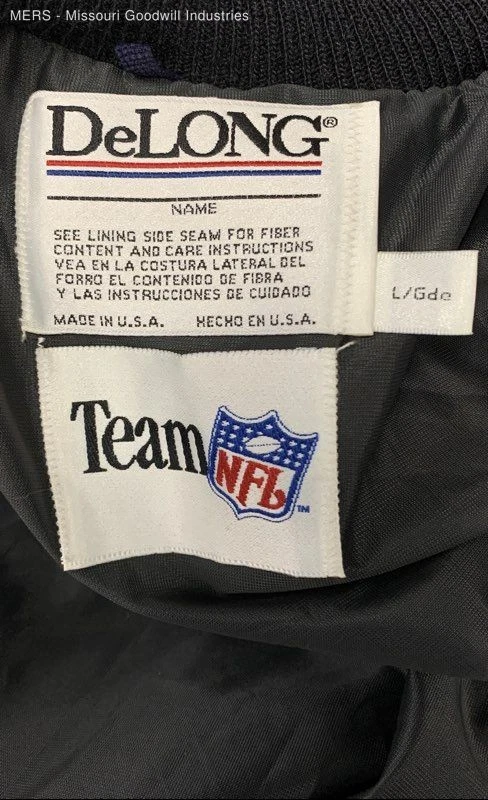 MERS - Missouri Goodwill Industries
DeLONG®
NAME
SEE LINING SIDE SEAM FOR FIBER
CONTENT AND CARE INSTRUCTIONS
VEA EN LA COSTURA LATERAL DEL
FORRO EL CONTENIDO DE FIBRA
Y LAS INSTRUCCIONES DE CUIDADO
MADE IN U.S.A. HECHO EN U.S.A.
L/Gde
Team NFL TM